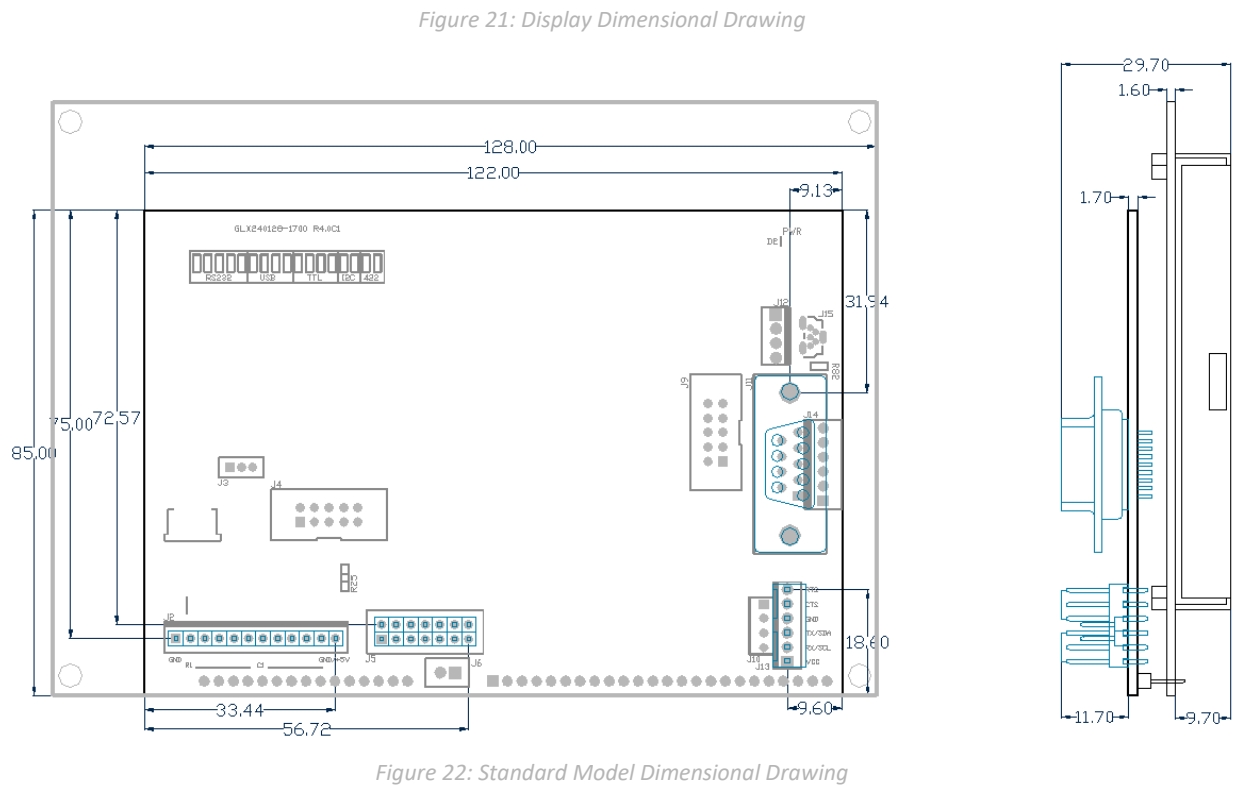 Figure 21: Display Dimensional Drawing
29.70
1.60
128.00
122.00
9.13
1.70
GLX240128-1700 R4.0C1
PWR
DE
RS232 USB TTL I2C 422
31.94
J12
J15
R82
J9
J11
J14
75.00
72.57
85.00
J3
J4
R25
J2
CTS
GND
TX/SDA
RX/SCL
VCC
18.60
GND
R1
C1
GND
+5V
J5
J6
J10
J13
33.44
56.72
9.60
11.70
9.70
Figure 22: Standard Model Dimensional Drawing